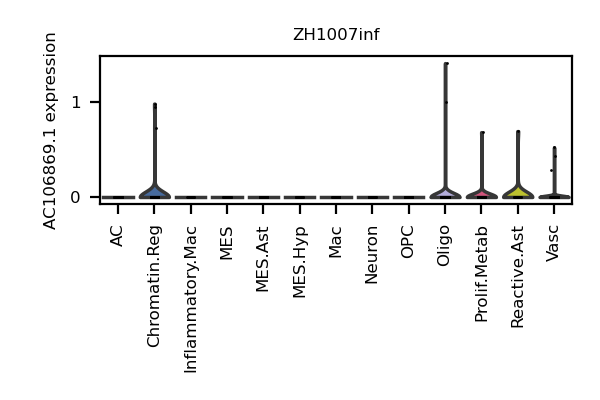 ZH1007inf
AC106869.1 expression
1
0
AC
Chromatin.Reg
Inflammatory.Mac
MES
MES.Ast
MES.Hyp
Mac
Neuron
OPC
Oligo
Prolif.Metab
Reactive.Ast
Vasc